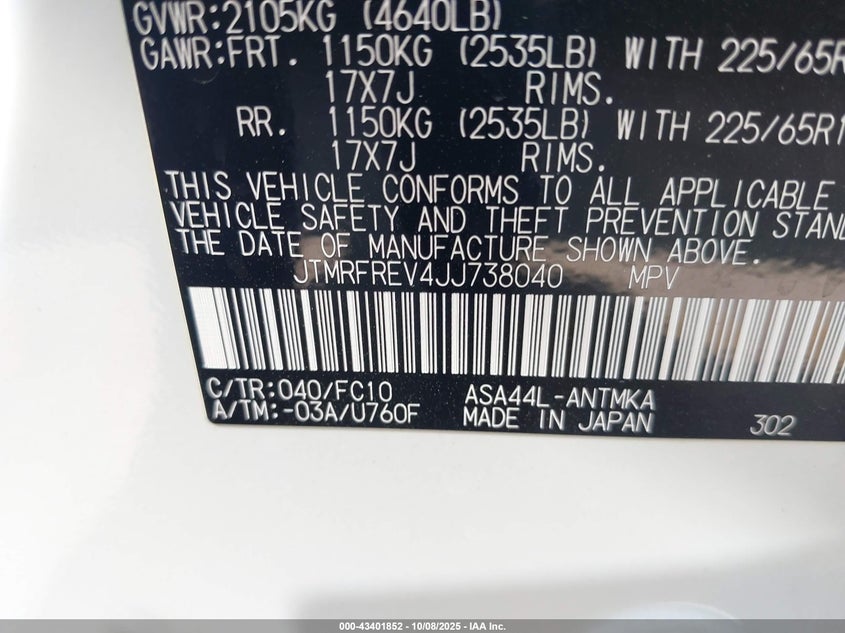 GVWR:2105KG (4640LB)
GAWR:FRT. 1150KG (2535LB) WITH 225/65R
17X7J RIMS.
RR. 1150KG (2535LB) WITH 225/65R1
17X7J RIMS.
THIS VEHICLE CONFORMS TO ALL APPLICABLE
VEHICLE SAFETY AND THEFT PREVENTION STAND
THE DATE OF MANUFACTURE SHOWN ABOVE.
JTMRFREV4JJ738040 MPV
C/TR:040/FC10 ASA44L-ANTMKA
A/TM:-03A/U760F MADE IN JAPAN 302
000-43401852 | 10/08/2025 - IAA Inc.